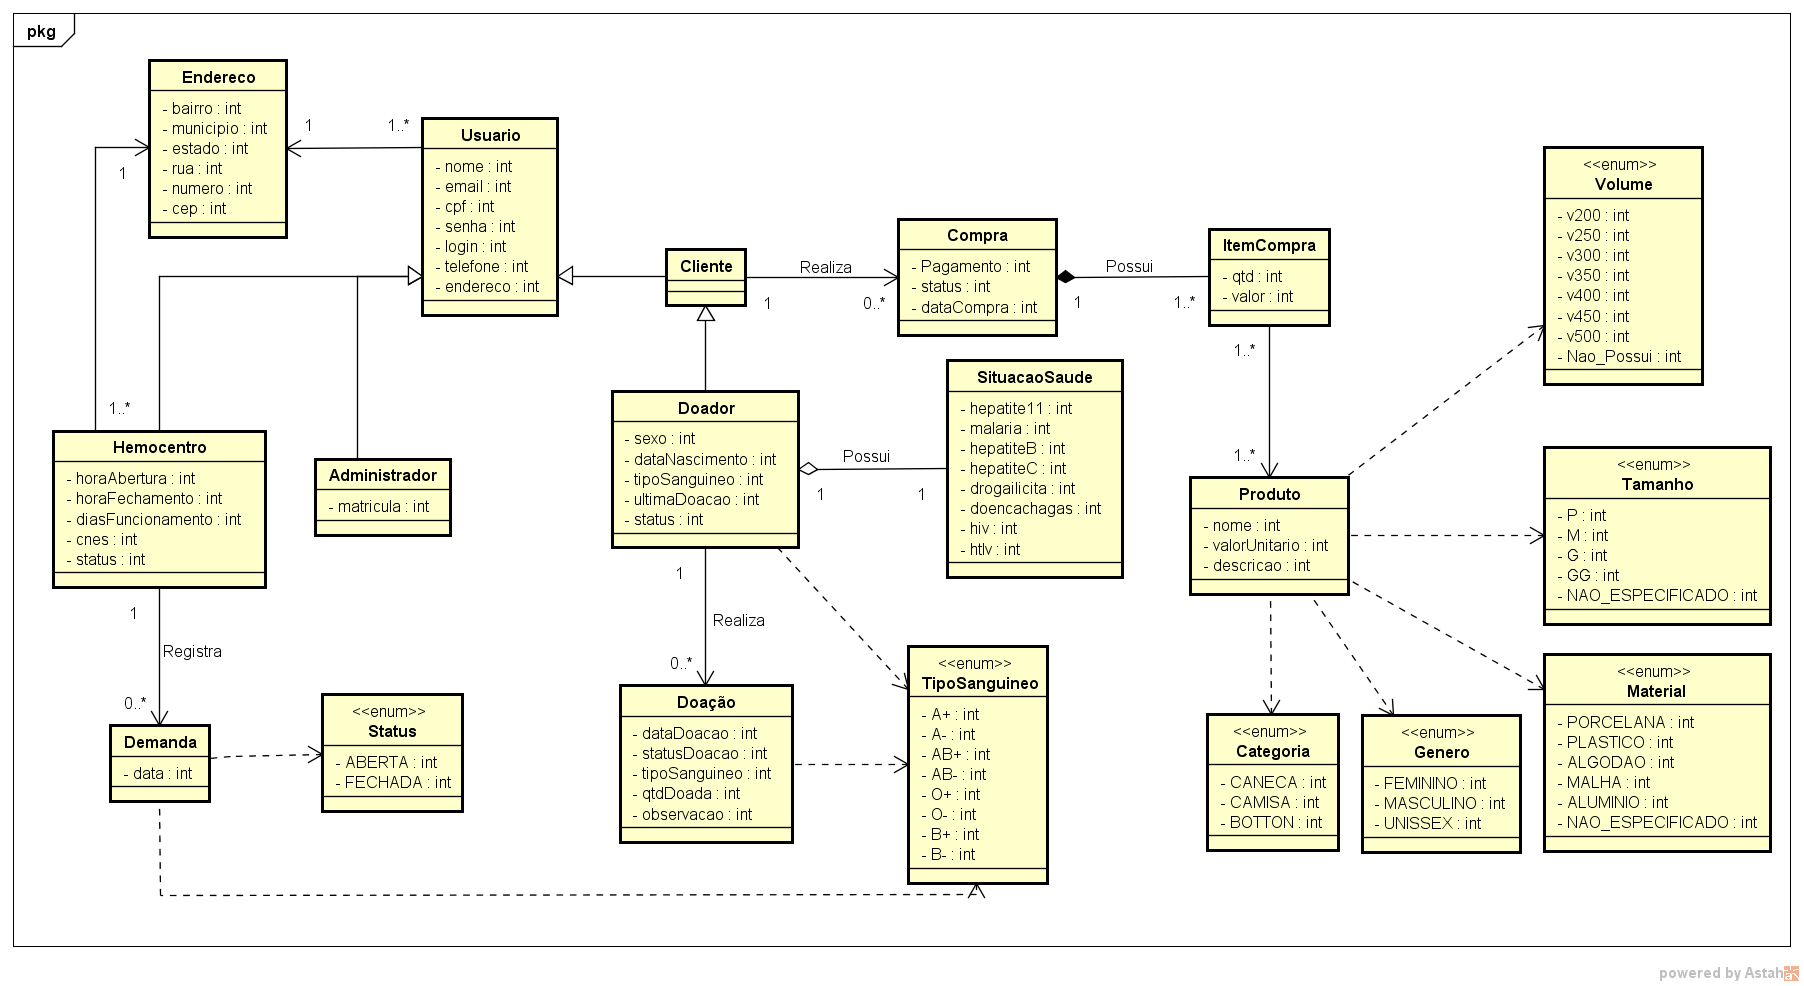 pkg
Endereco
- bairro : int
- municipio : int
- estado : int
- rua : int
- numero : int
- cep : int
1
1
1..*
Usuario
- nome : int
- email : int
- cpf : int
- senha : int
- login : int
- telefone : int
- endereco : int
Cliente
Realiza
1
0..*
Compra
- Pagamento : int
- status : int
- dataCompra : int
Possui
1
1..*
ItemCompra
- qtd : int
- valor : int
1..*
1..*
<<enum>>
Volume
- v200 : int
- v250 : int
- v300 : int
- v350 : int
- v400 : int
- v450 : int
- v500 : int
- Nao_Possui : int
1..*
Hemocentro
- horaAbertura : int
- horaFechamento : int
- diasFuncionamento : int
- cnes : int
- status : int
Administrador
- matricula : int
Doador
- sexo : int
- dataNascimento : int
- tipoSanguineo : int
- ultimaDoacao : int
- status : int
Possui
1
1
SituacaoSaude
- hepatite11 : int
- malaria : int
- hepatiteB : int
- hepatiteC : int
- drogailicita : int
- doencachagas : int
- hiv : int
- htlv : int
Produto
- nome : int
- valorUnitario : int
- descricao : int
<<enum>>
Tamanho
- P : int
- M : int
- G : int
- GG : int
- NAO_ESPECIFICADO : int
1
Registra
0..*
Demanda
- data : int
<<enum>>
Status
- ABERTA : int
- FECHADA : int
1
Realiza
0..*
Doação
- dataDoacao : int
- statusDoacao : int
- tipoSanguineo : int
- qtdDoada : int
- observacao : int
<<enum>>
TipoSanguineo
- A+ : int
- A- : int
- AB+ : int
- AB- : int
- O+ : int
- O- : int
- B+ : int
- B- : int
<<enum>>
Categoria
- CANECA : int
- CAMISA : int
- BOTTON : int
<<enum>>
Genero
- FEMININO : int
- MASCULINO : int
- UNISSEX : int
<<enum>>
Material
- PORCELANA : int
- PLASTICO : int
- ALGODAO : int
- MALHA : int
- ALUMINIO : int
- NAO_ESPECIFICADO : int
powered by Astah